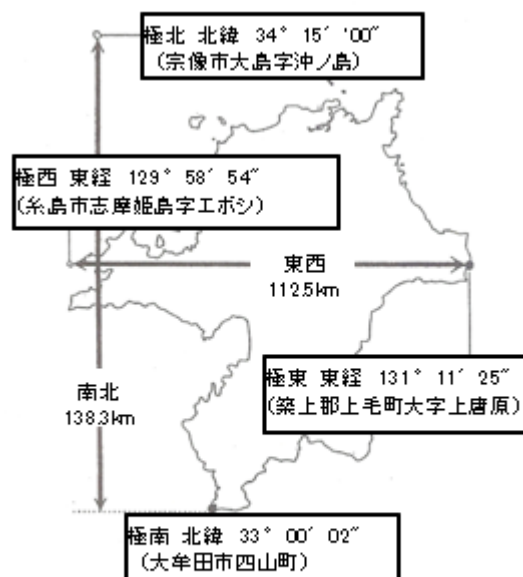 極北 北緯 34° 15′ ′00″
(宗像市大島字沖ノ島)
極西 東経 129° 58′ 54″
(糸島市志摩姫島字エボシ)
東西
112.5km
極東 東経 131° 11′ 25″
(築上郡上毛町大字上唐原)
南北
138.3km
極南 北緯 33° 00′ 02″
(大牟田市四山町)